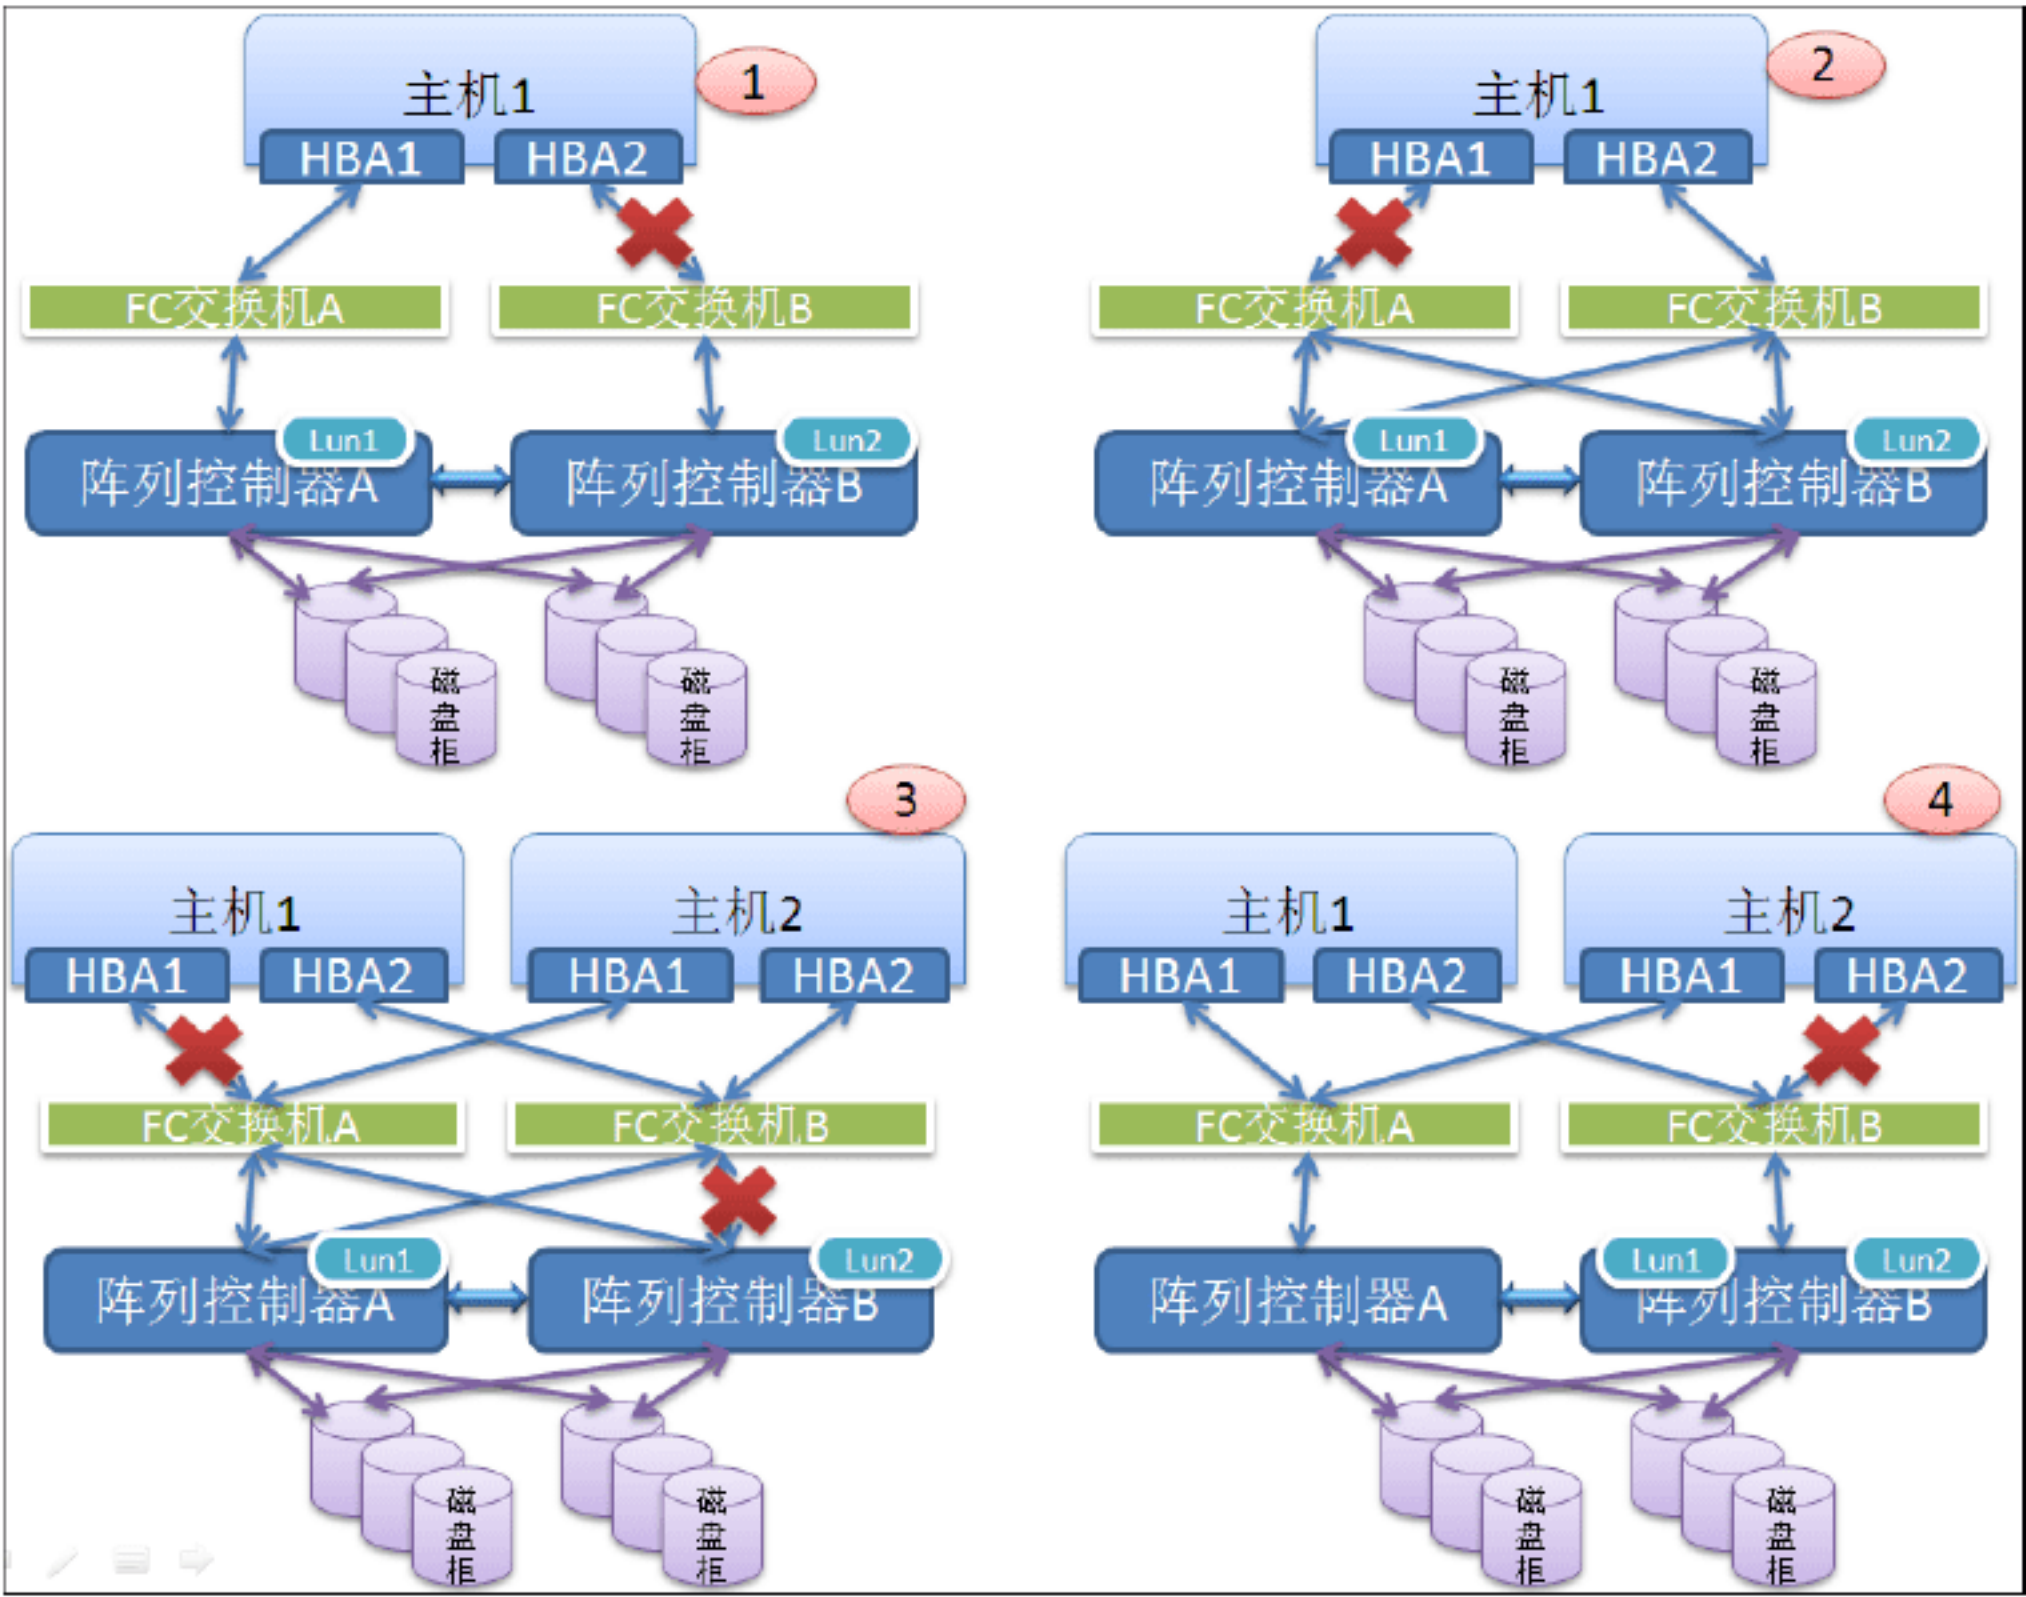 主机1
1
HBA1 HBA2
FC交换机A FC交换机B
Lun1 Lun2
阵列控制器A 阵列控制器B
磁盘柜 磁盘柜
主机1
2
HBA1 HBA2
FC交换机A FC交换机B
Lun1 Lun2
阵列控制器A 阵列控制器B
磁盘柜 磁盘柜
3
主机1 主机2
HBA1 HBA2 HBA1 HBA2
FC交换机A FC交换机B
Lun1 Lun2
阵列控制器A 阵列控制器B
磁盘柜 磁盘柜
4
主机1 主机2
HBA1 HBA2 HBA1 HBA2
FC交换机A FC交换机B
Lun1 Lun2
阵列控制器A 阵列控制器B
磁盘柜 磁盘柜